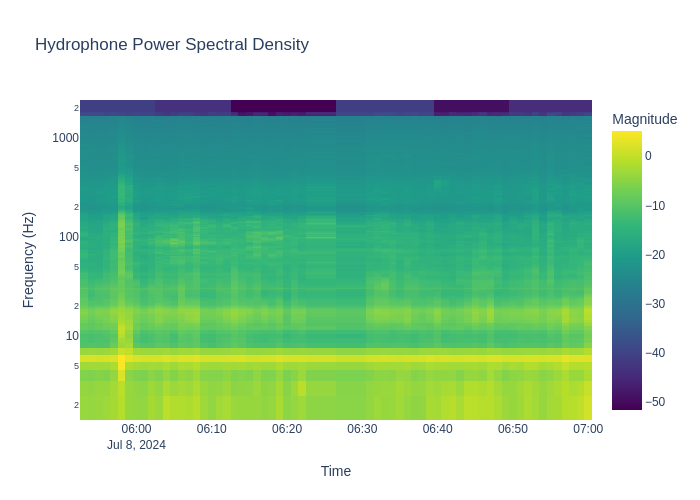 Hydrophone Power Spectral Density
Magnitude
2
1000
5
2
100
5
2
10
5
2
Frequency (Hz)
0
−10
−20
−30
−40
−50
06:00 06:10 06:20 06:30 06:40 06:50 07:00
Jul 8, 2024
Time